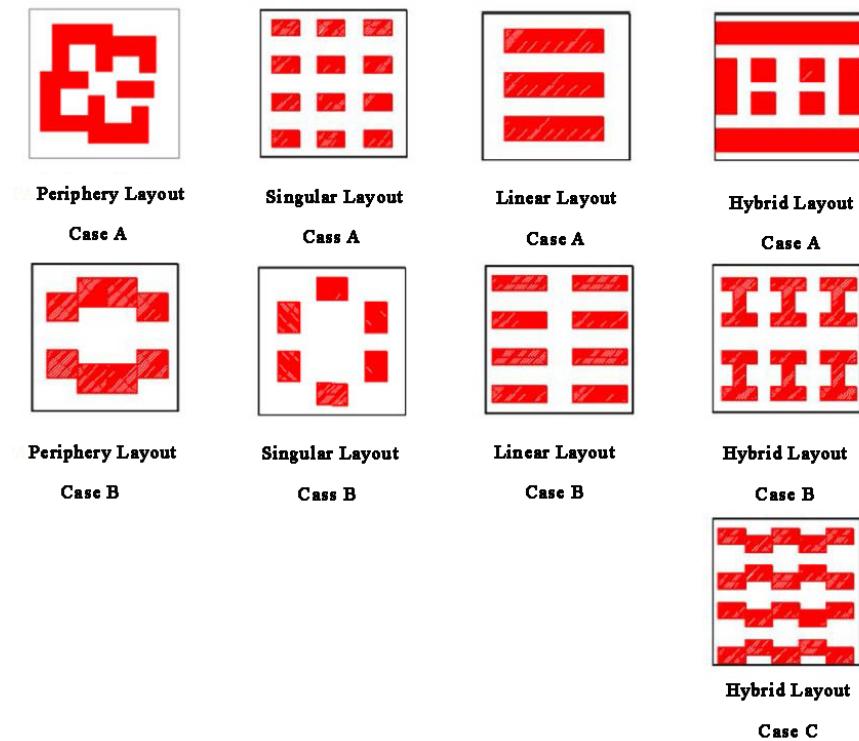 Periphery Layout
Case A
Singular Layout
Cass A
Linear Layout
Case A
Hybrid Layout
Case A
Periphery Layout
Case B
Singular Layout
Cass B
Linear Layout
Case B
Hybrid Layout
Case B
Hybrid Layout
Case C